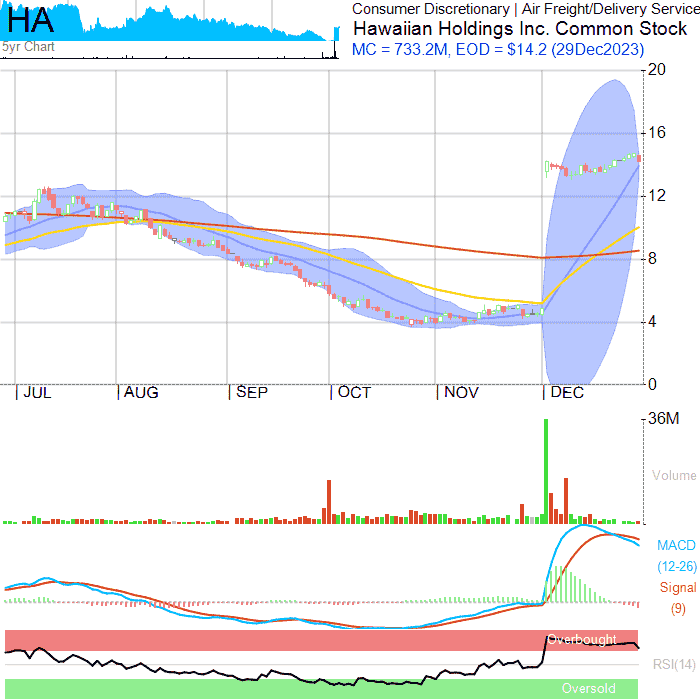 HA
Consumer Discretionary | Air Freight/Delivery Service
Hawaiian Holdings Inc. Common Stock
5yr Chart
MC = 733.2M, EOD = $14.2 (29Dec2023)
20
16
12
8
4
0
JUL AUG SEP OCT NOV DEC
36M
Volume
MACD
(12-26)
Signal
(9)
Overbought
RSI(14)
Oversold